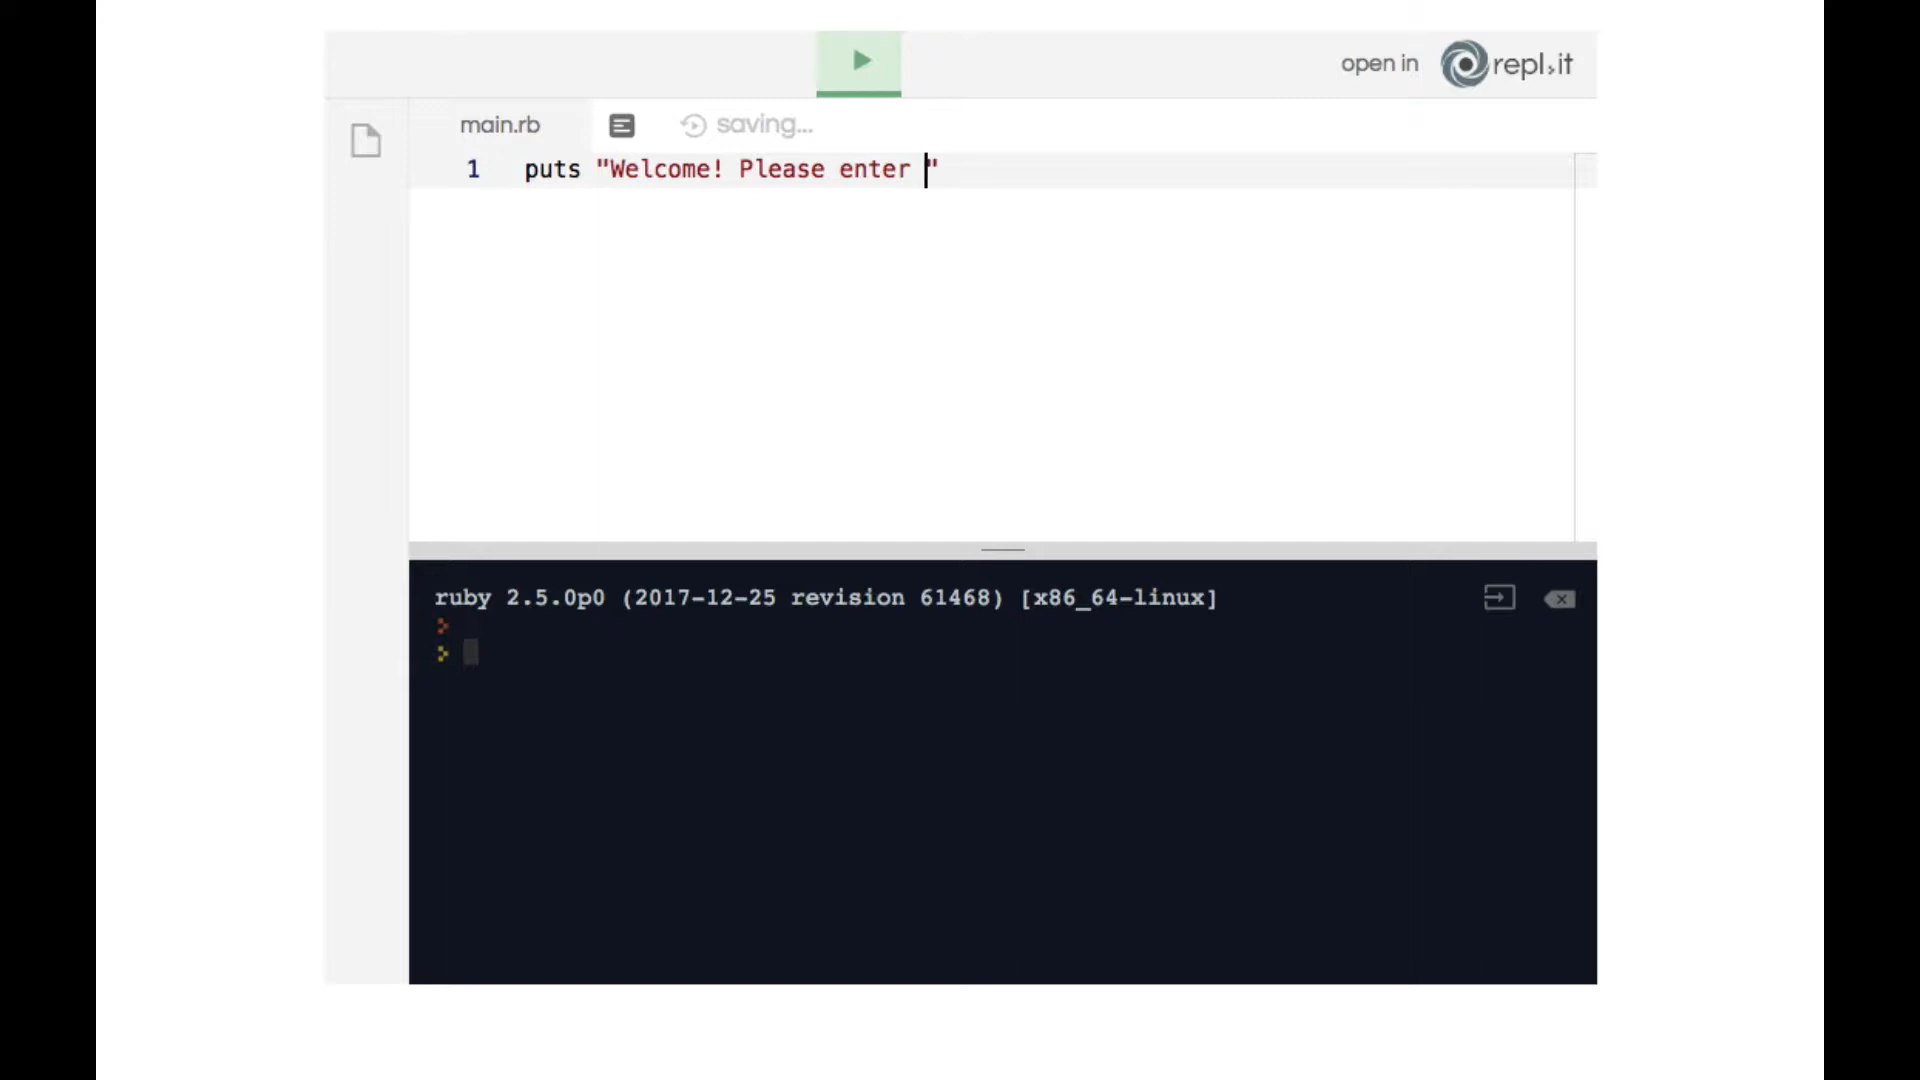 open in repl.it
main.rb saving...
1 puts "Welcome! Please enter "
ruby 2.5.0p0 (2017-12-25 revision 61468) [x86_64-linux]
>
>